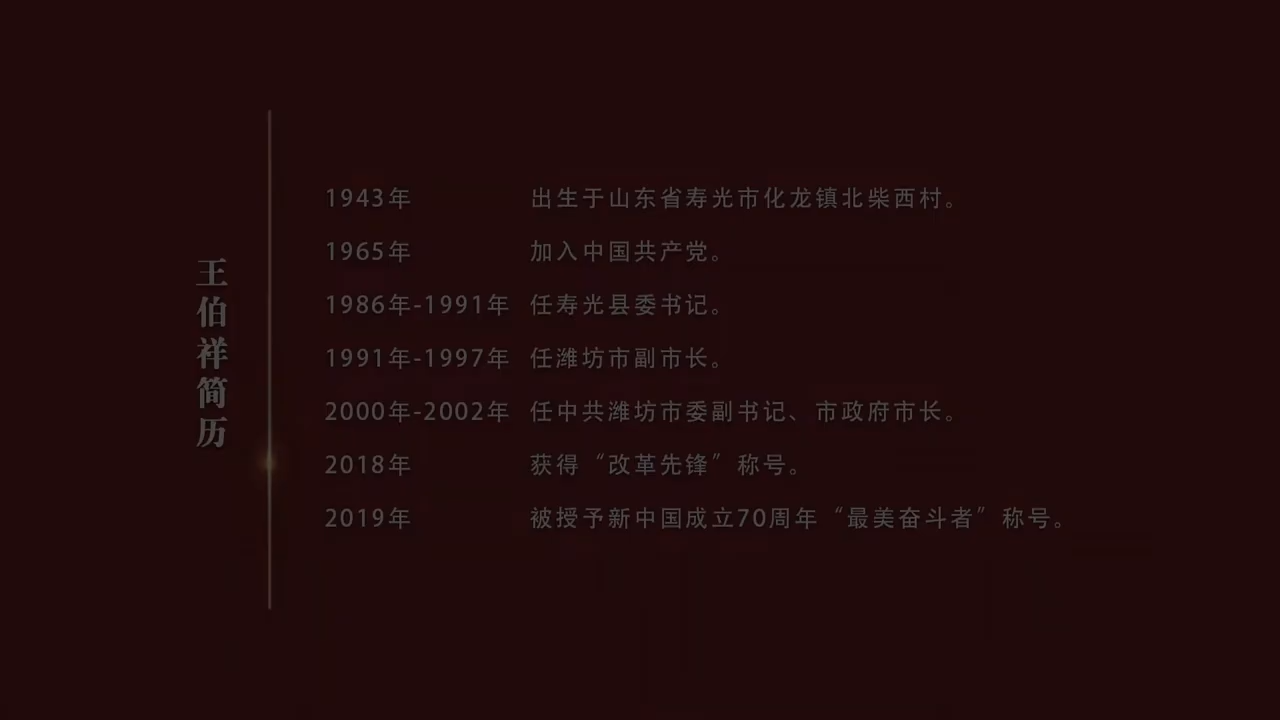 王伯祥简历
1943年 出生于山东省寿光市化龙镇北柴西村。
1965年 加入中国共产党。
1986年-1991年 任寿光县委书记。
1991年-1997年 任潍坊市副市长。
2000年-2002年 任中共潍坊市委副书记、市政府市长。
2018年 获得“改革先锋”称号。
2019年 被授予新中国成立70周年“最美奋斗者”称号。